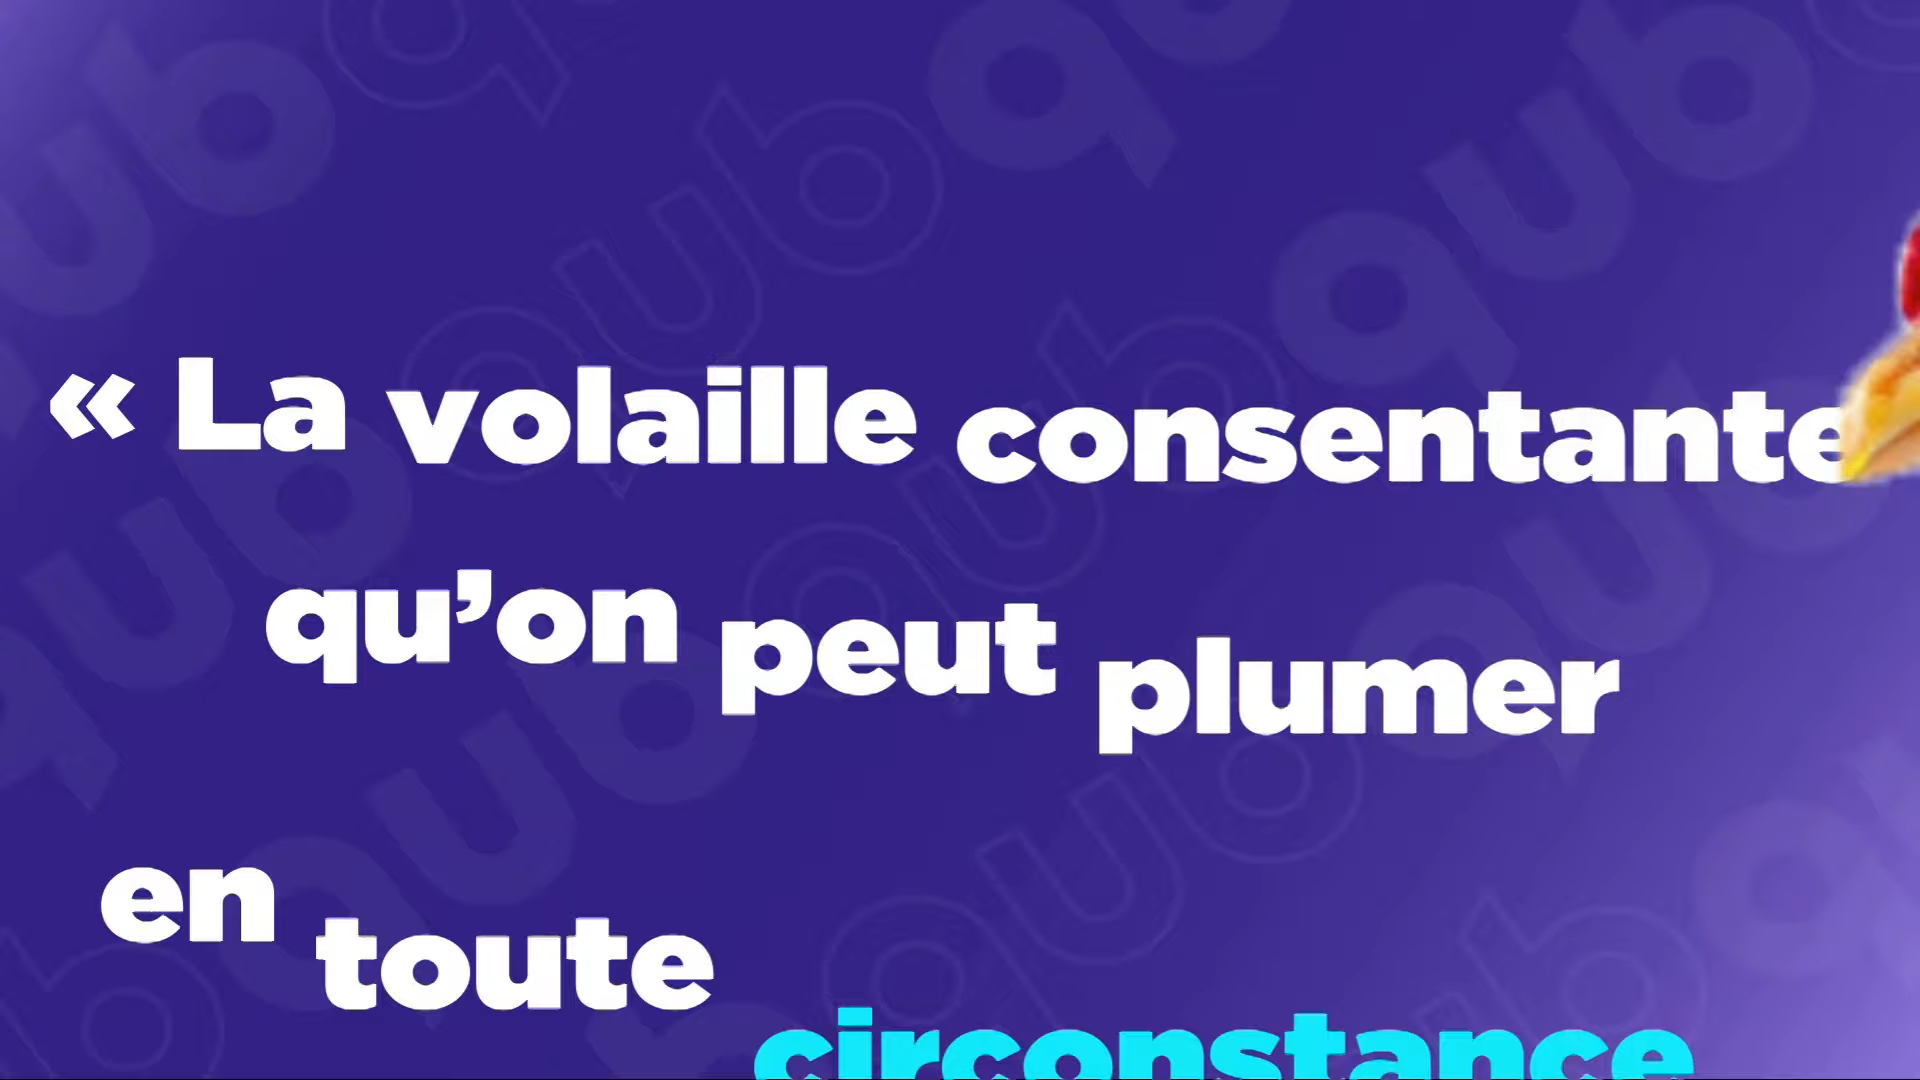 « La volaille consentante
qu’on peut plumer
en toute
circonstance